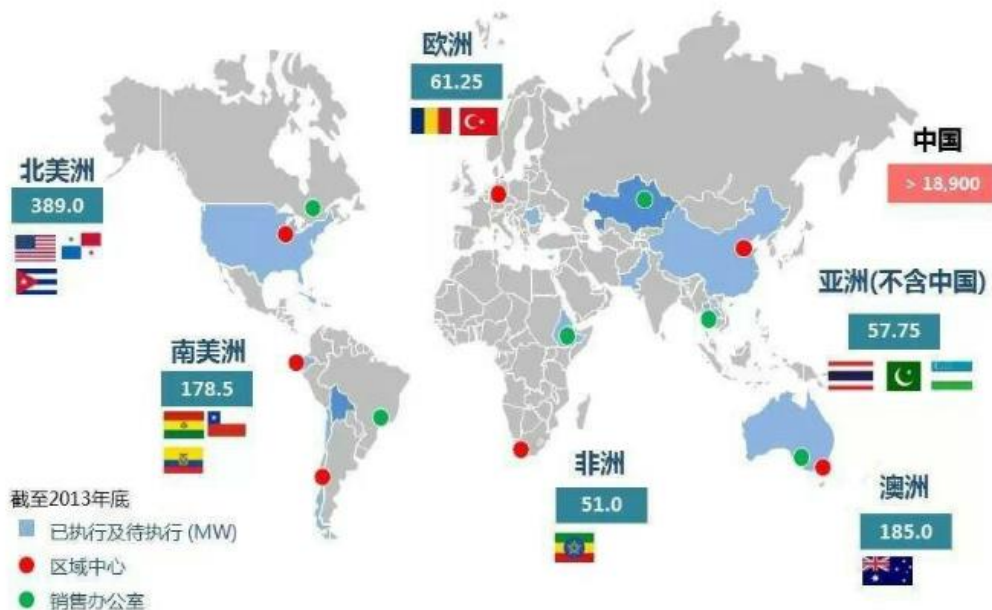 欧洲
61.25
中国
> 18,900
北美洲
389.0
亚洲(不含中国)
57.75
南美洲
178.5
非洲
51.0
澳洲
185.0
截至2013年底
已执行及待执行 (MW)
区域中心
销售办公室